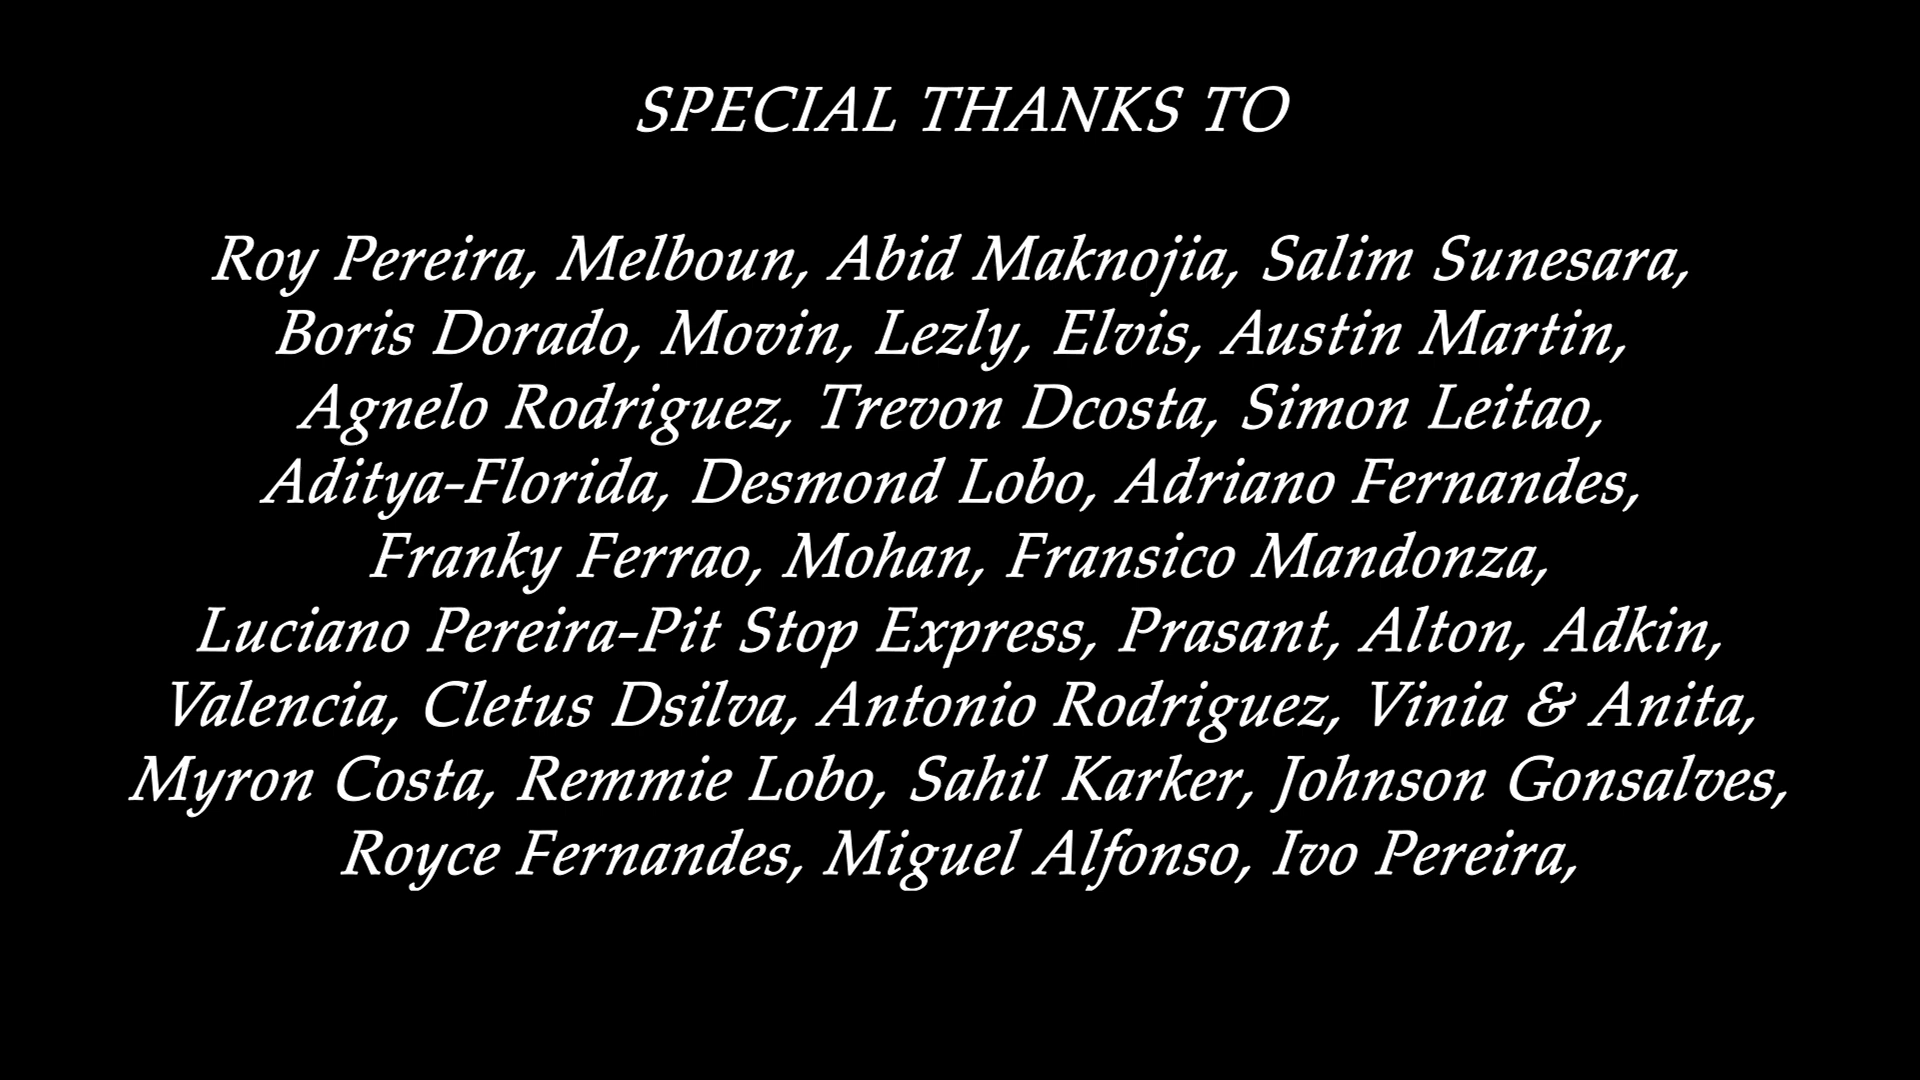 SPECIAL THANKS TO
Roy Pereira, Melboun, Abid Maknojia, Salim Sunesara,
Boris Dorado, Movin, Lezly, Elvis, Austin Martin,
Agnelo Rodriguez, Trevon Dcosta, Simon Leitao,
Aditya-Florida, Desmond Lobo, Adriano Fernandes,
Franky Ferrao, Mohan, Fransico Mandonza,
Luciano Pereira-Pit Stop Express, Prasant, Alton, Adkin,
Valencia, Cletus Dsilva, Antonio Rodriguez, Vinia & Anita,
Myron Costa, Remmie Lobo, Sahil Karker, Johnson Gonsalves,
Royce Fernandes, Miguel Alfonso, Ivo Pereira,